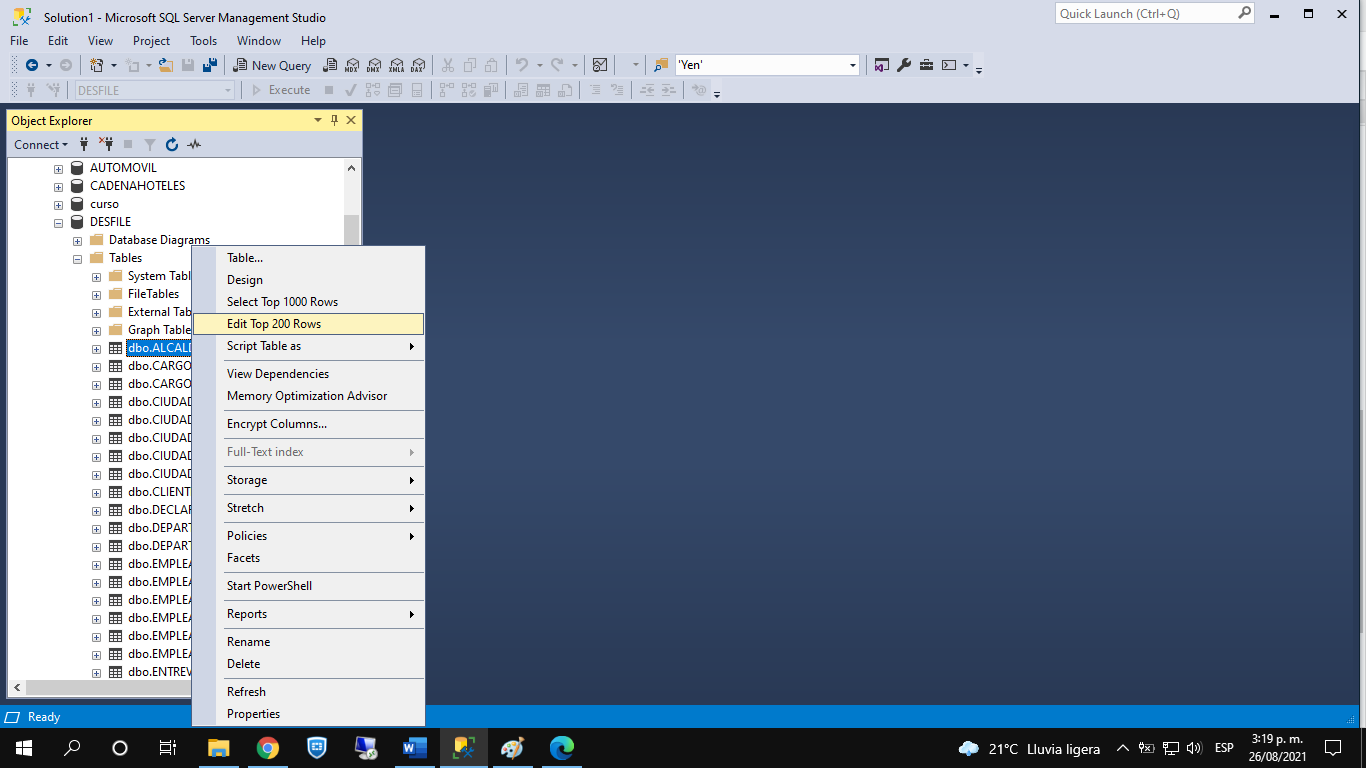 Solution1 - Microsoft SQL Server Management Studio
Quick Launch (Ctrl+Q)
File Edit View Project Tools Window Help
New Query
MDX
DMX
XMLA
DAX
'Yen'
DESFILE
Execute
Object Explorer
Connect
AUTOMOVIL
CADENAHOTELES
curso
DESFILE
Database Diagrams
Tables
System Tabl
FileTables
External Tab
Graph Table
dbo.ALCALD
dbo.CARGO
dbo.CARGO
dbo.CIUDAD
dbo.CIUDAD
dbo.CIUDAD
dbo.CIUDAD
dbo.CIUDAD
dbo.CLIENT
dbo.DECLAR
dbo.DEPART
dbo.DEPART
dbo.EMPLEA
dbo.EMPLEA
dbo.EMPLEA
dbo.EMPLEA
dbo.EMPLEA
dbo.EMPLEA
dbo.ENTREV
Table...
Design
Select Top 1000 Rows
Edit Top 200 Rows
Script Table as
View Dependencies
Memory Optimization Advisor
Encrypt Columns...
Full-Text index
Storage
Stretch
Policies
Facets
Start PowerShell
Reports
Rename
Delete
Refresh
Properties
Ready
21°C Lluvia ligera
ESP
3:19 p. m.
26/08/2021